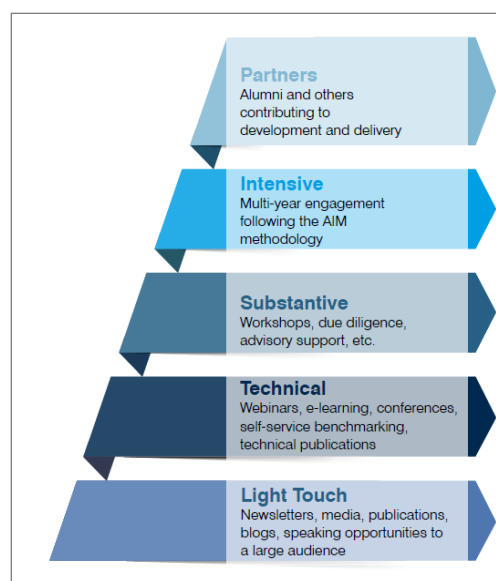 Partners
Alumni and others
contributing to
development and delivery
Intensive
Multi-year engagement
following the AIM
methodology
Substantive
Workshops, due diligence,
advisory support, etc.
Technical
Webinars, e-learning, conferences,
self-service benchmarking,
technical publications
Light Touch
Newsletters, media, publications,
blogs, speaking opportunities to
a large audience